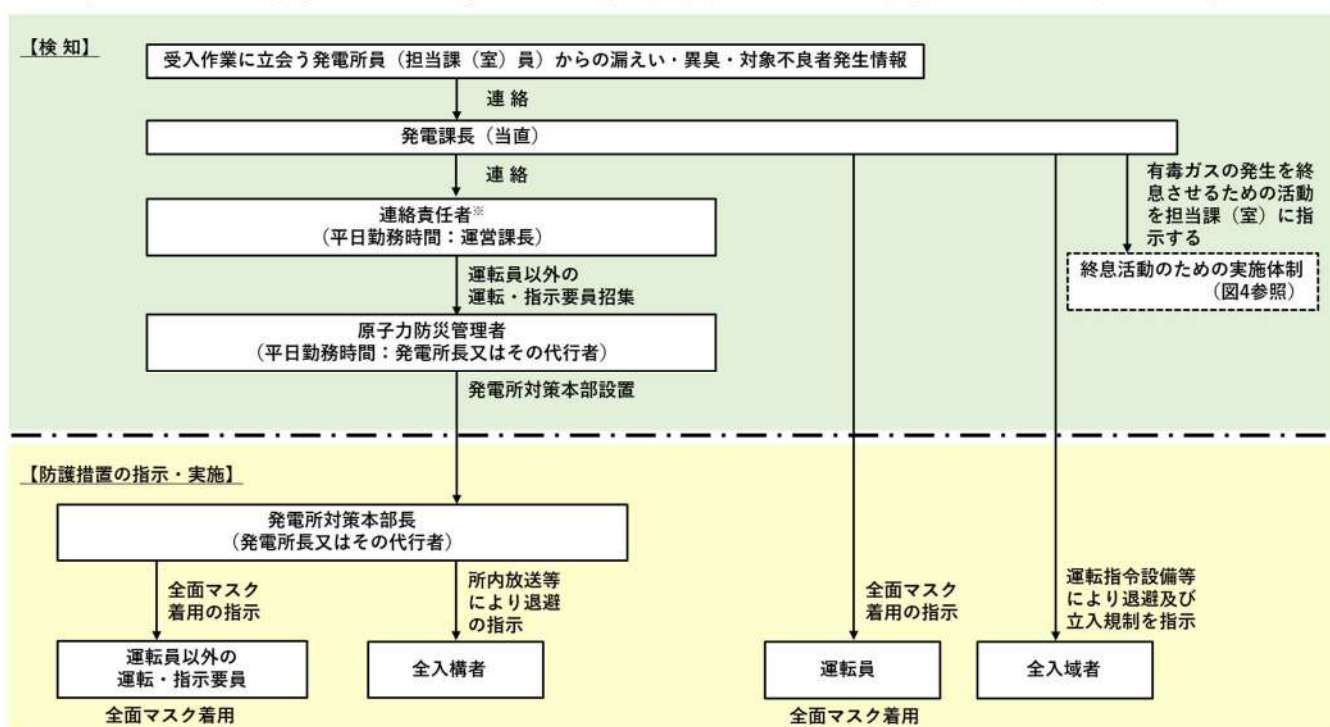 【検 知】
受入作業に立会う発電所員（担当課（室）員）からの漏えい・異臭・対象不良者発生情報
連 絡
発電課長（当直）
連 絡
有毒ガスの発生を終
息させるための活動
を担当課（室）に指
示する
連絡責任者※
（平日勤務時間：運営課長）
終息活動のための実施体制
（図4参照）
運転員以外の
運転・指示要員招集
原子力防災管理者
（平日勤務時間：発電所長又はその代行者）
発電所対策本部設置
【防護措置の指示・実施】
発電所対策本部長
（発電所長又はその代行者）
全面マスク
着用の指示
所内放送等
により退避
の指示
全面マスク
着用の指示
運転指令設備等
により退避及び
立入規制を指示
運転員以外の
運転・指示要員
全入構者
運転員
全入域者
全面マスク着用
全面マスク着用